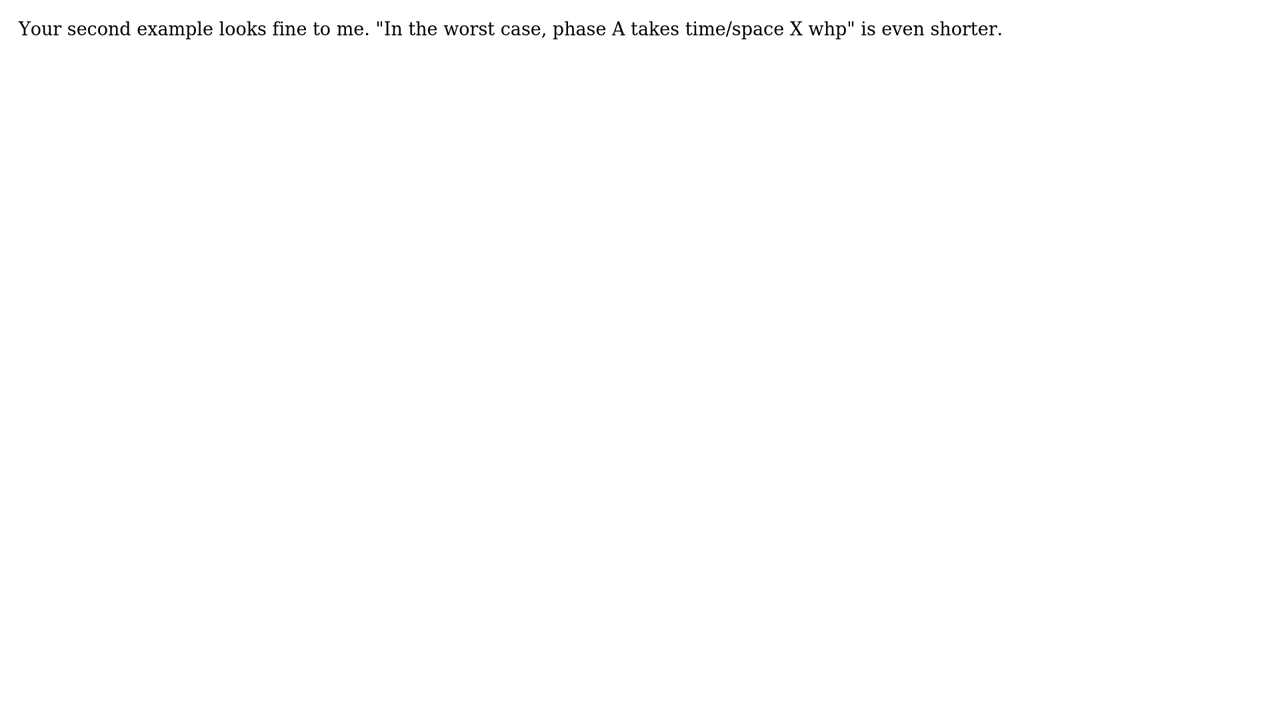 Your second example looks fine to me. "In the worst case, phase A takes time/space X whp" is even shorter.